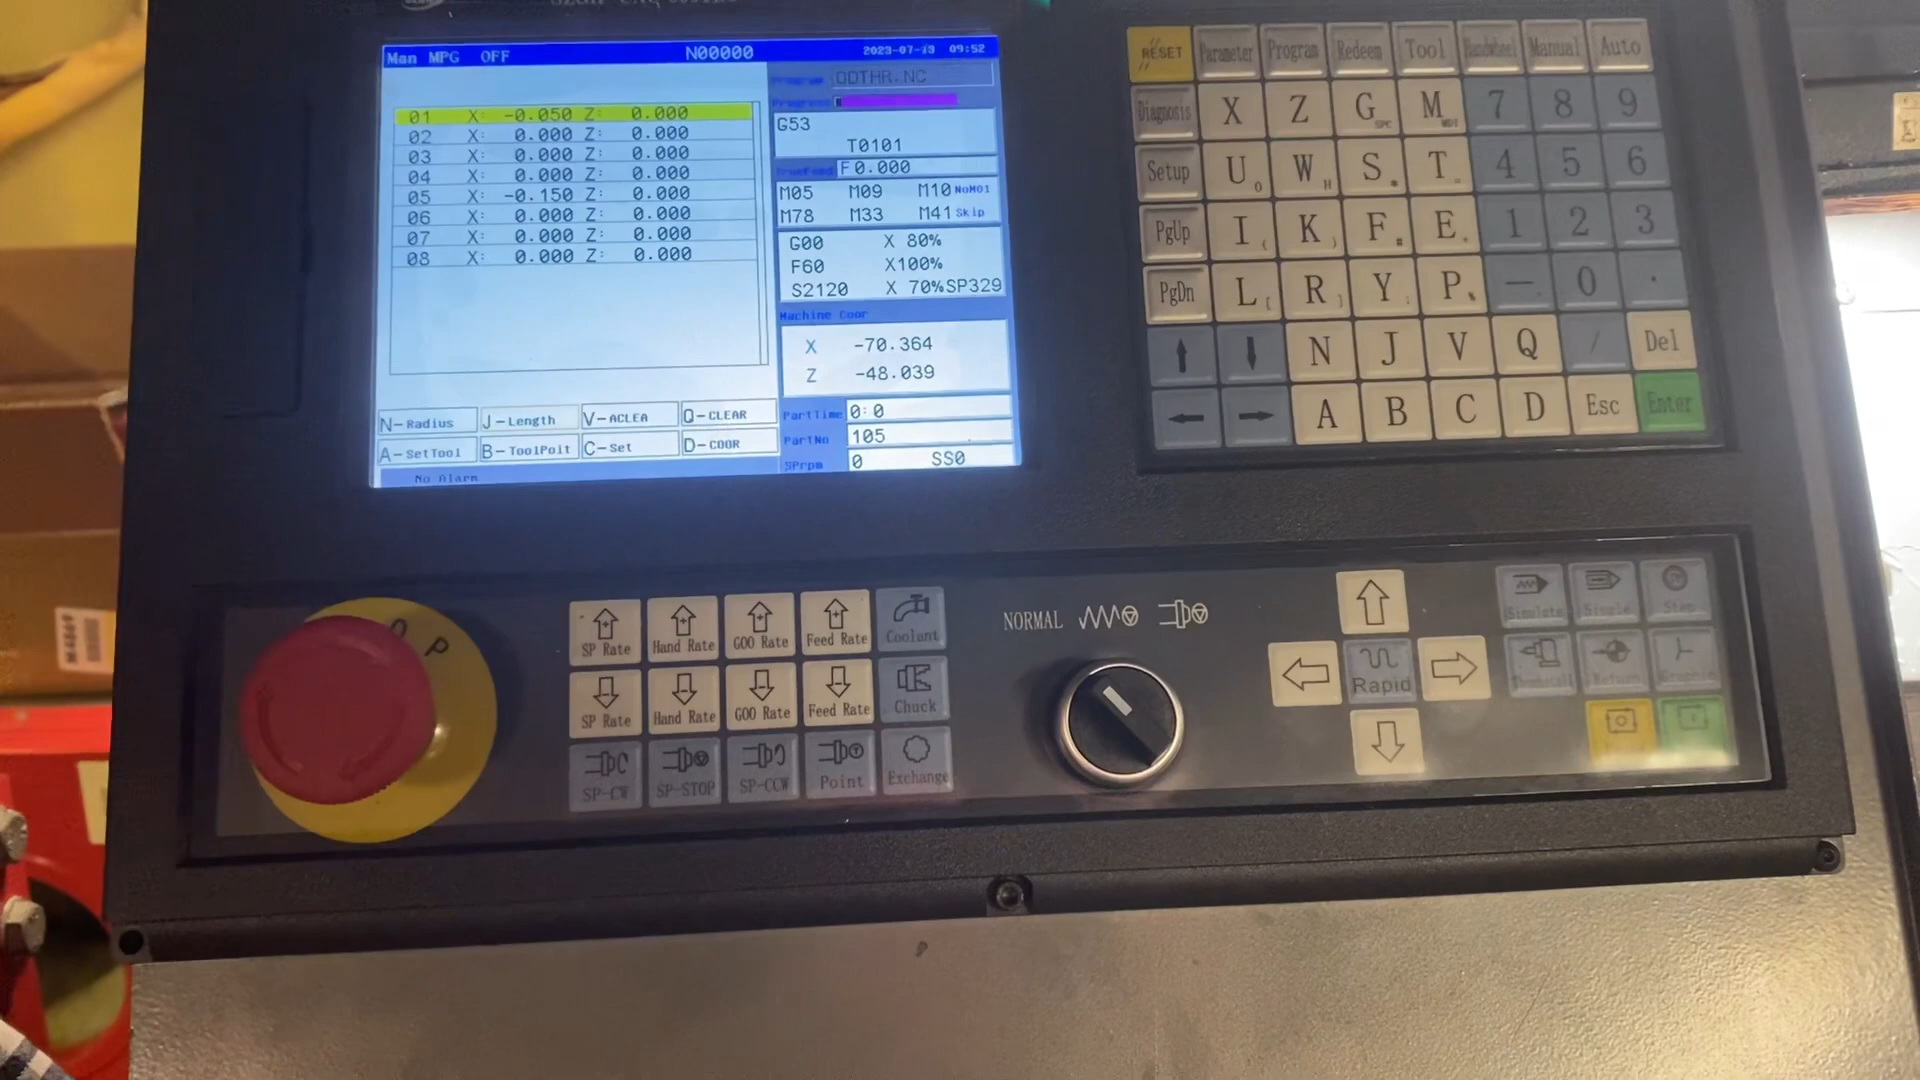 Man MPG OFF N00000 2023-07-13 09:52
Program ODTHR.NC
Progress
01 X: -0.050 Z: 0.000
02 X: 0.000 Z: 0.000
03 X: 0.000 Z: 0.000
04 X: 0.000 Z: 0.000
05 X: -0.150 Z: 0.000
06 X: 0.000 Z: 0.000
07 X: 0.000 Z: 0.000
08 X: 0.000 Z: 0.000
G53
T0101
F0.000
M05 M09 M10 NoM01
M78 M33 M41 Skip
G00 X 80%
F60 X100%
S2120 X 70%SP329
Machine Coor
X -70.364
Z -48.039
PartTime 0:0
PartNo 105
SPrpm 0 SS0
N-Radius J-Length V-ACLEA Q-CLEAR
A-SetTool B-ToolPoit C-Set D-COOR
No Alarm
RESET Parameter Program Redeem Tool Handwheel Manual Auto
Diagnosis X Z G SPC M MDI 7 8 9
Setup U O W H S T 4 5 6
PgUp I ( K ) F E 1 2 3
PgDn L [ R ] Y P 0 .
N J V Q / Del
A B C D Esc Enter
O P
SP Rate Hand Rate GOO Rate Feed Rate Coolant
SP Rate Hand Rate GOO Rate Feed Rate Chuck
SP-CW SP-STOP SP-CCW Point Exchange
NORMAL
Rapid
Simulate Single Step
Return Graphic